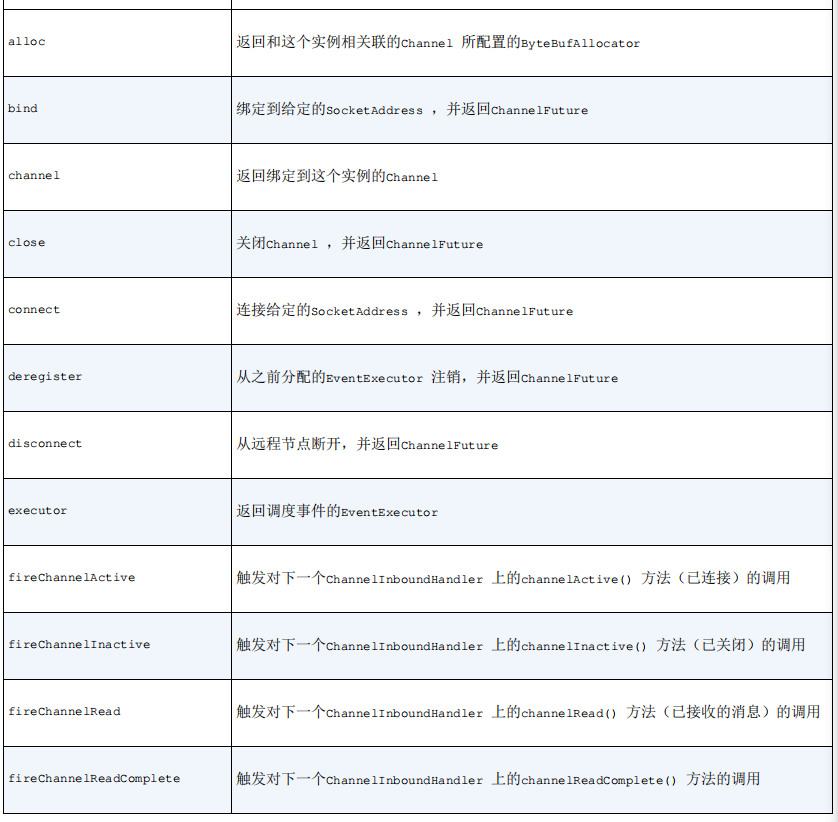 alloc 返回和这个实例相关联的Channel 所配置的ByteBufAllocator
bind 绑定到给定的SocketAddress ，并返回ChannelFuture
channel 返回绑定到这个实例的Channel
close 关闭Channel ，并返回ChannelFuture
connect 连接给定的SocketAddress ，并返回ChannelFuture
deregister 从之前分配的EventExecutor 注销，并返回ChannelFuture
disconnect 从远程节点断开，并返回ChannelFuture
executor 返回调度事件的EventExecutor
fireChannelActive 触发对下一个ChannelInboundHandler 上的channelActive() 方法（已连接）的调用
fireChannelInactive 触发对下一个ChannelInboundHandler 上的channelInactive() 方法（已关闭）的调用
fireChannelRead 触发对下一个ChannelInboundHandler 上的channelRead() 方法（已接收的消息）的调用
fireChannelReadComplete 触发对下一个ChannelInboundHandler 上的channelReadComplete() 方法的调用